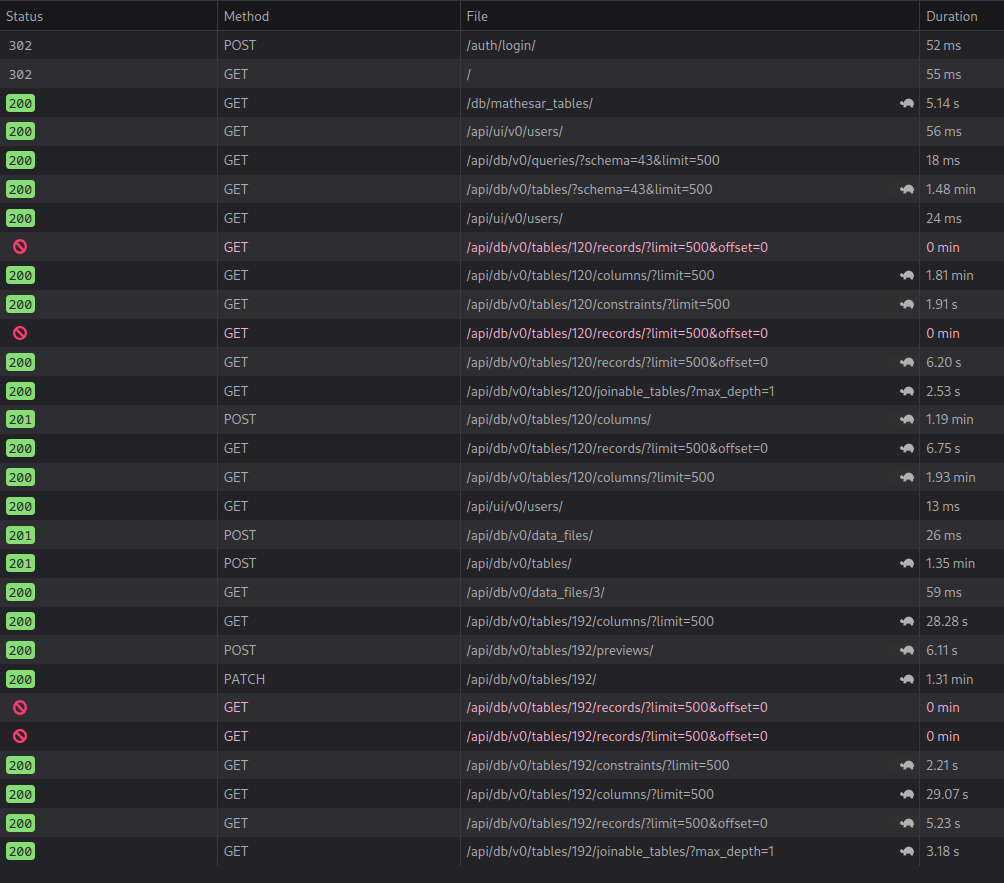 Status Method File Duration
302 POST /auth/login/ 52 ms
302 GET / 55 ms
200 GET /db/mathesar_tables/ 5.14 s
200 GET /api/ui/v0/users/ 56 ms
200 GET /api/db/v0/queries/?schema=43&limit=500 18 ms
200 GET /api/db/v0/tables/?schema=43&limit=500 1.48 min
200 GET /api/ui/v0/users/ 24 ms
GET /api/db/v0/tables/120/records/?limit=500&offset=0 0 min
200 GET /api/db/v0/tables/120/columns/?limit=500 1.81 min
200 GET /api/db/v0/tables/120/constraints/?limit=500 1.91 s
GET /api/db/v0/tables/120/records/?limit=500&offset=0 0 min
200 GET /api/db/v0/tables/120/records/?limit=500&offset=0 6.20 s
200 GET /api/db/v0/tables/120/joinable_tables/?max_depth=1 2.53 s
201 POST /api/db/v0/tables/120/columns/ 1.19 min
200 GET /api/db/v0/tables/120/records/?limit=500&offset=0 6.75 s
200 GET /api/db/v0/tables/120/columns/?limit=500 1.93 min
200 GET /api/ui/v0/users/ 13 ms
201 POST /api/db/v0/data_files/ 26 ms
201 POST /api/db/v0/tables/ 1.35 min
200 GET /api/db/v0/data_files/3/ 59 ms
200 GET /api/db/v0/tables/192/columns/?limit=500 28.28 s
200 POST /api/db/v0/tables/192/previews/ 6.11 s
200 PATCH /api/db/v0/tables/192/ 1.31 min
GET /api/db/v0/tables/192/records/?limit=500&offset=0 0 min
GET /api/db/v0/tables/192/records/?limit=500&offset=0 0 min
200 GET /api/db/v0/tables/192/constraints/?limit=500 2.21 s
200 GET /api/db/v0/tables/192/columns/?limit=500 29.07 s
200 GET /api/db/v0/tables/192/records/?limit=500&offset=0 5.23 s
200 GET /api/db/v0/tables/192/joinable_tables/?max_depth=1 3.18 s